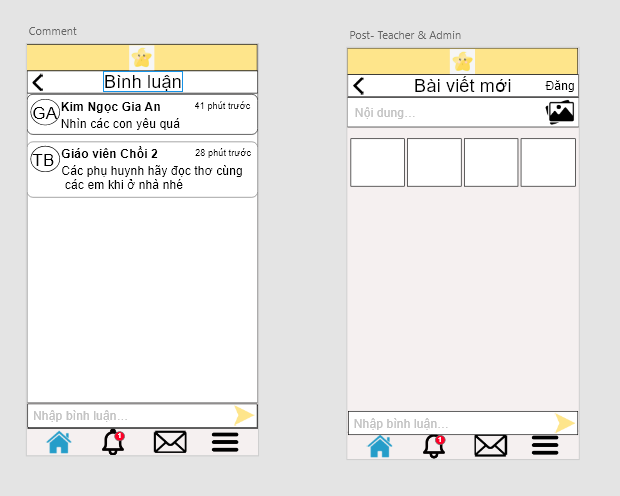 Comment
Bình luận
GA
Kim Ngọc Gia An
41 phút trước
Nhìn các con yêu quá
TB
Giáo viên Chồi 2
28 phút trước
Các phụ huynh hãy đọc thơ cùng
các em khi ở nhà nhé
Nhập bình luận...
1
Post- Teacher & Admin
Bài viết mới
Đăng
Nội dung...
Nhập bình luận...
1